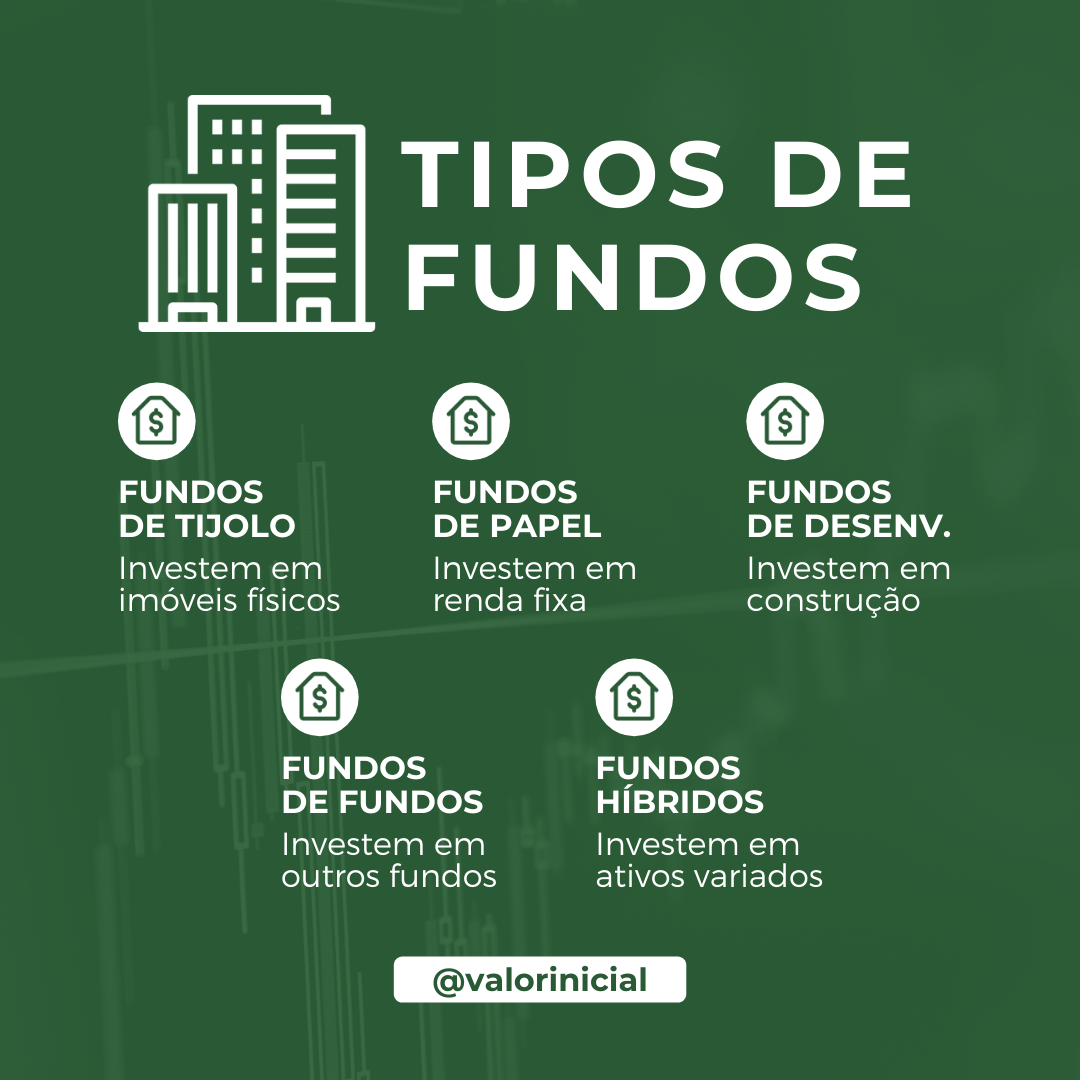 TIPOS DE
FUNDOS
FUNDOS
DE TIJOLO
Investem em
imóveis físicos
FUNDOS
DE PAPEL
Investem em
renda fixa
FUNDOS
DE DESENV.
Investem em
construção
FUNDOS
DE FUNDOS
Investem em
outros fundos
FUNDOS
HÍBRIDOS
Investem em
ativos variados
@valorinicial